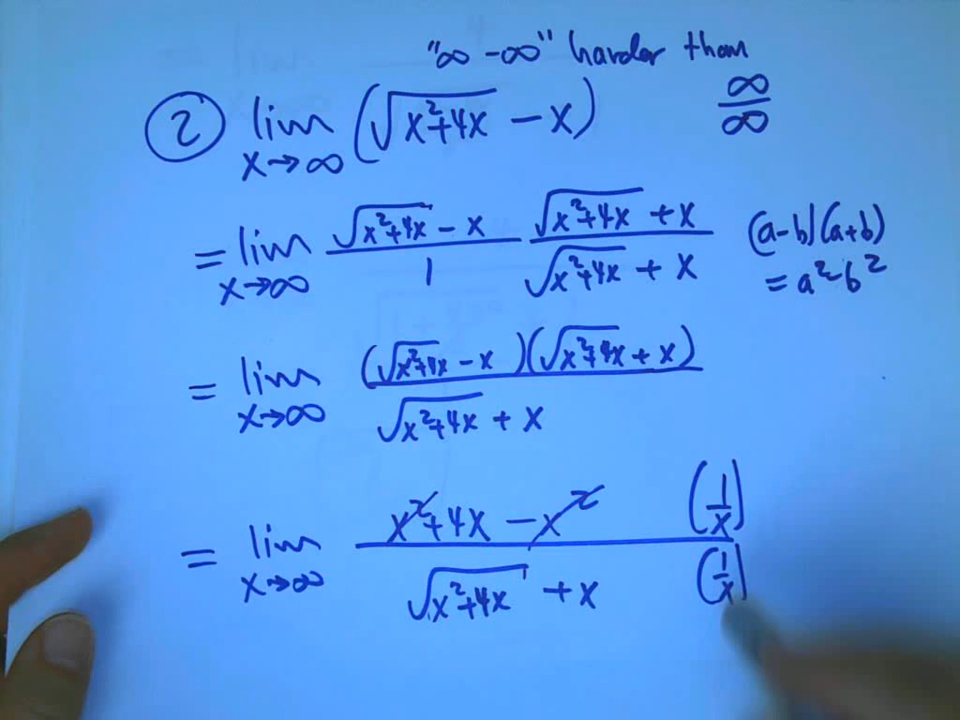 "∞ -∞" harder than ∞/∞
② lim x→∞ (√(x²+4x) - x)
= lim x→∞ (√(x²+4x) - x)/1 (√(x²+4x) + x)/(√(x²+4x) + x) (a-b)(a+b) = a²-b²
= lim x→∞ (√(x²+4x) - x)(√(x²+4x) + x)/(√(x²+4x) + x)
= lim x→∞ (x²+4x - x²)/(√(x²+4x) + x) (1/x)/(1/x)